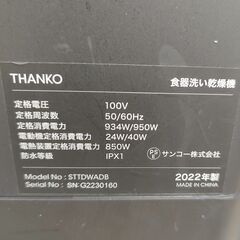 THANKO 食器洗い乾燥機
定格電圧 100V
定格周波数 50/60Hz
定格消費電力 934W/950W
電動機定格消費電力 24W/40W
電熱装置定格消費電力 850W
防水等級 IPX1
PSE サンコー株式会社
Model No : STTDWADB 2022年製
Serial No : SN-G2230160 MADE IN CHINA